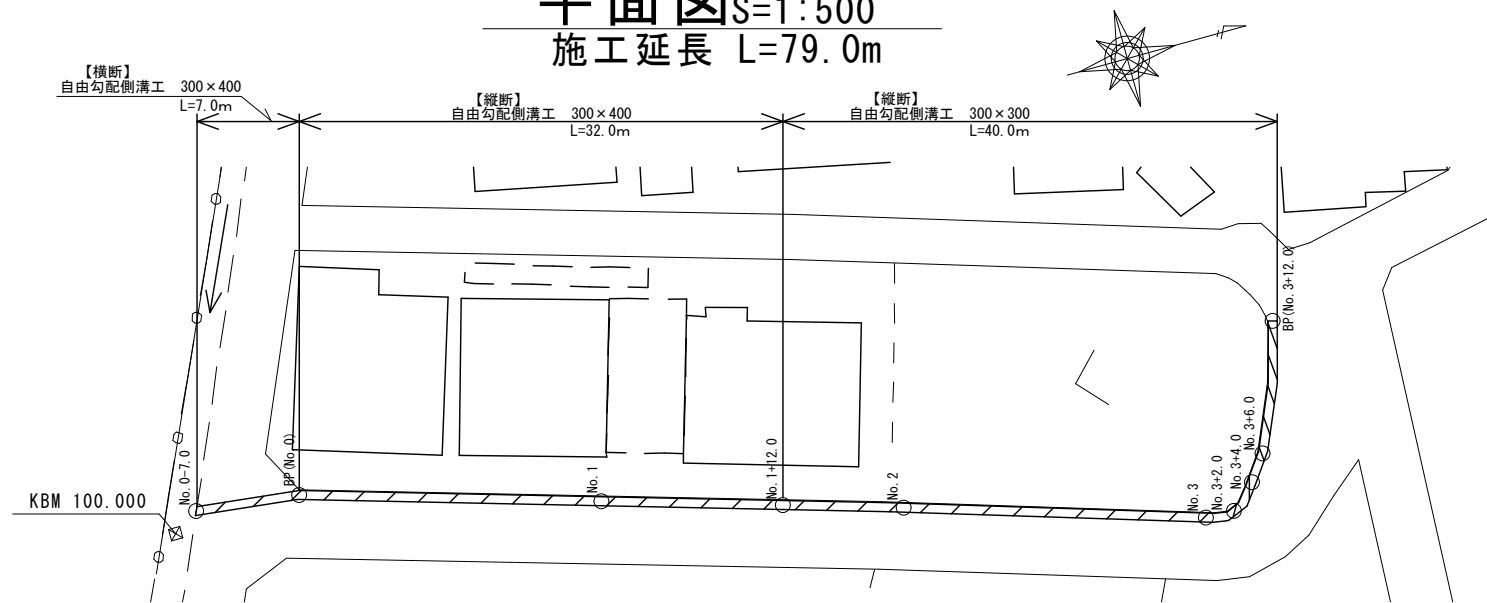 平面図 S=1:500
施工延長 L=79.0m
【横断】
自由勾配側溝工 300×400
L=7.0m
【縦断】
自由勾配側溝工 300×400
L=32.0m
【縦断】
自由勾配側溝工 300×300
L=40.0m
KBM 100.000
No.0-7.0
BP(No.0)
No.1
No.1+12.0
No.2
No.3
No.3+2.0
No.3+4.0
No.3+6.0
BP(No.3+12.0)